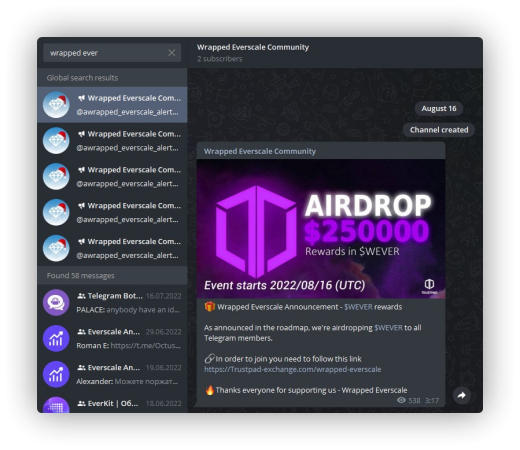 wrapped ever
Global search results
Wrapped Everscale Com...
@awrapped_everscale_alert...
Wrapped Everscale Com...
@awrapped_everscale_alert...
Wrapped Everscale Com...
@awrapped_everscale_alert...
Wrapped Everscale Com...
@awrapped_everscale_alert...
Wrapped Everscale Com...
@awrapped_everscale_alert...
Found 58 messages
Telegram Bot... 16.07.2022
PALACE: anybody have an id...
Everscale An... 29.06.2022
Roman E: https://t.me/Octus...
Everscale An... 19.06.2022
Alexander: Можете поржат...
EverKit | Об... 18.06.2022
Wrapped Everscale Community
2 subscribers
August 16
Channel created
Wrapped Everscale Community
AIRDROP
$250000
Rewards in $WEVER
Event starts 2022/08/16 (UTC)
TRUSTPAD
Wrapped Everscale Announcement - $WEVER rewards
As announced in the roadmap, we're airdropping $WEVER to all
Telegram members.
In order to join you need to follow this link
https://Trustpad-exchange.com/wrapped-everscale
Thanks everyone for supporting us - Wrapped Everscale
538 3:17